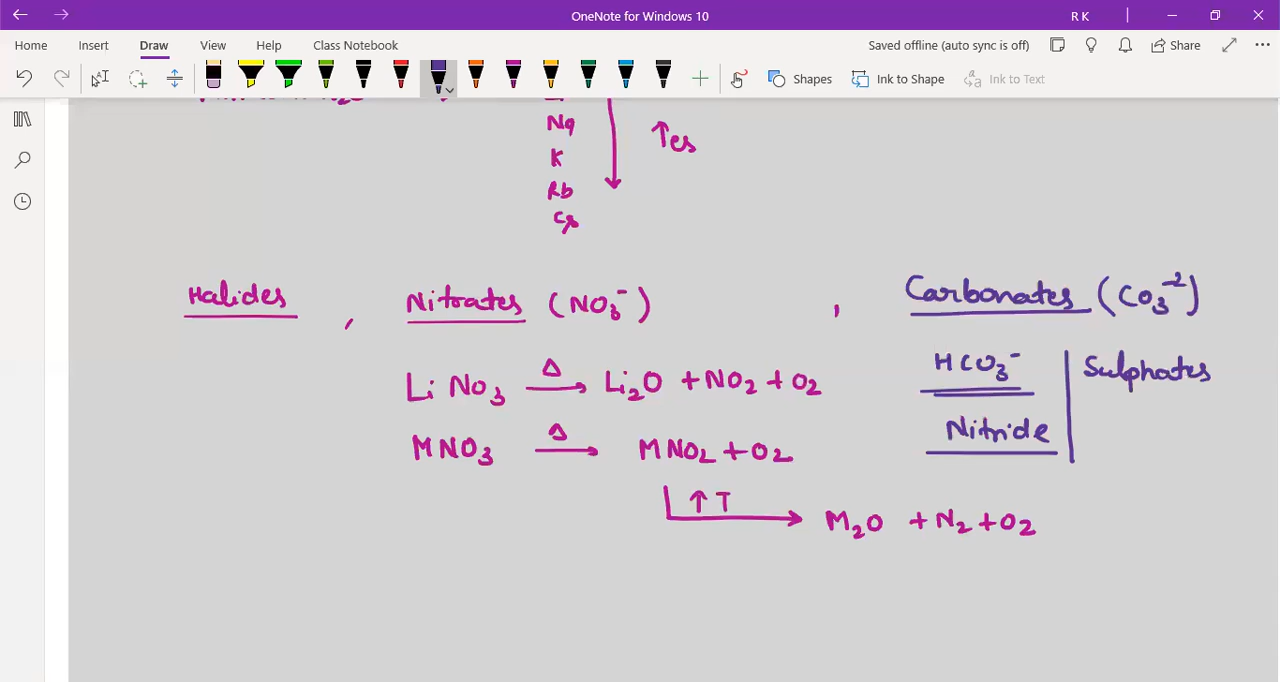 OneNote for Windows 10
R K
Home Insert Draw View Help Class Notebook
Saved offline (auto sync is off)
Share
Shapes
Ink to Shape
Ink to Text
Na
K
Rb
Cs
↑es
Halides , Nitrates (NO₃⁻) , Carbonates (CO₃⁻²)
HCO₃⁻ | Sulphates
Nitride
Li NO₃ Δ→ Li₂O + NO₂ + O₂
MNO₃ Δ→ MNO₂ + O₂
↑ T → M₂O + N₂ + O₂